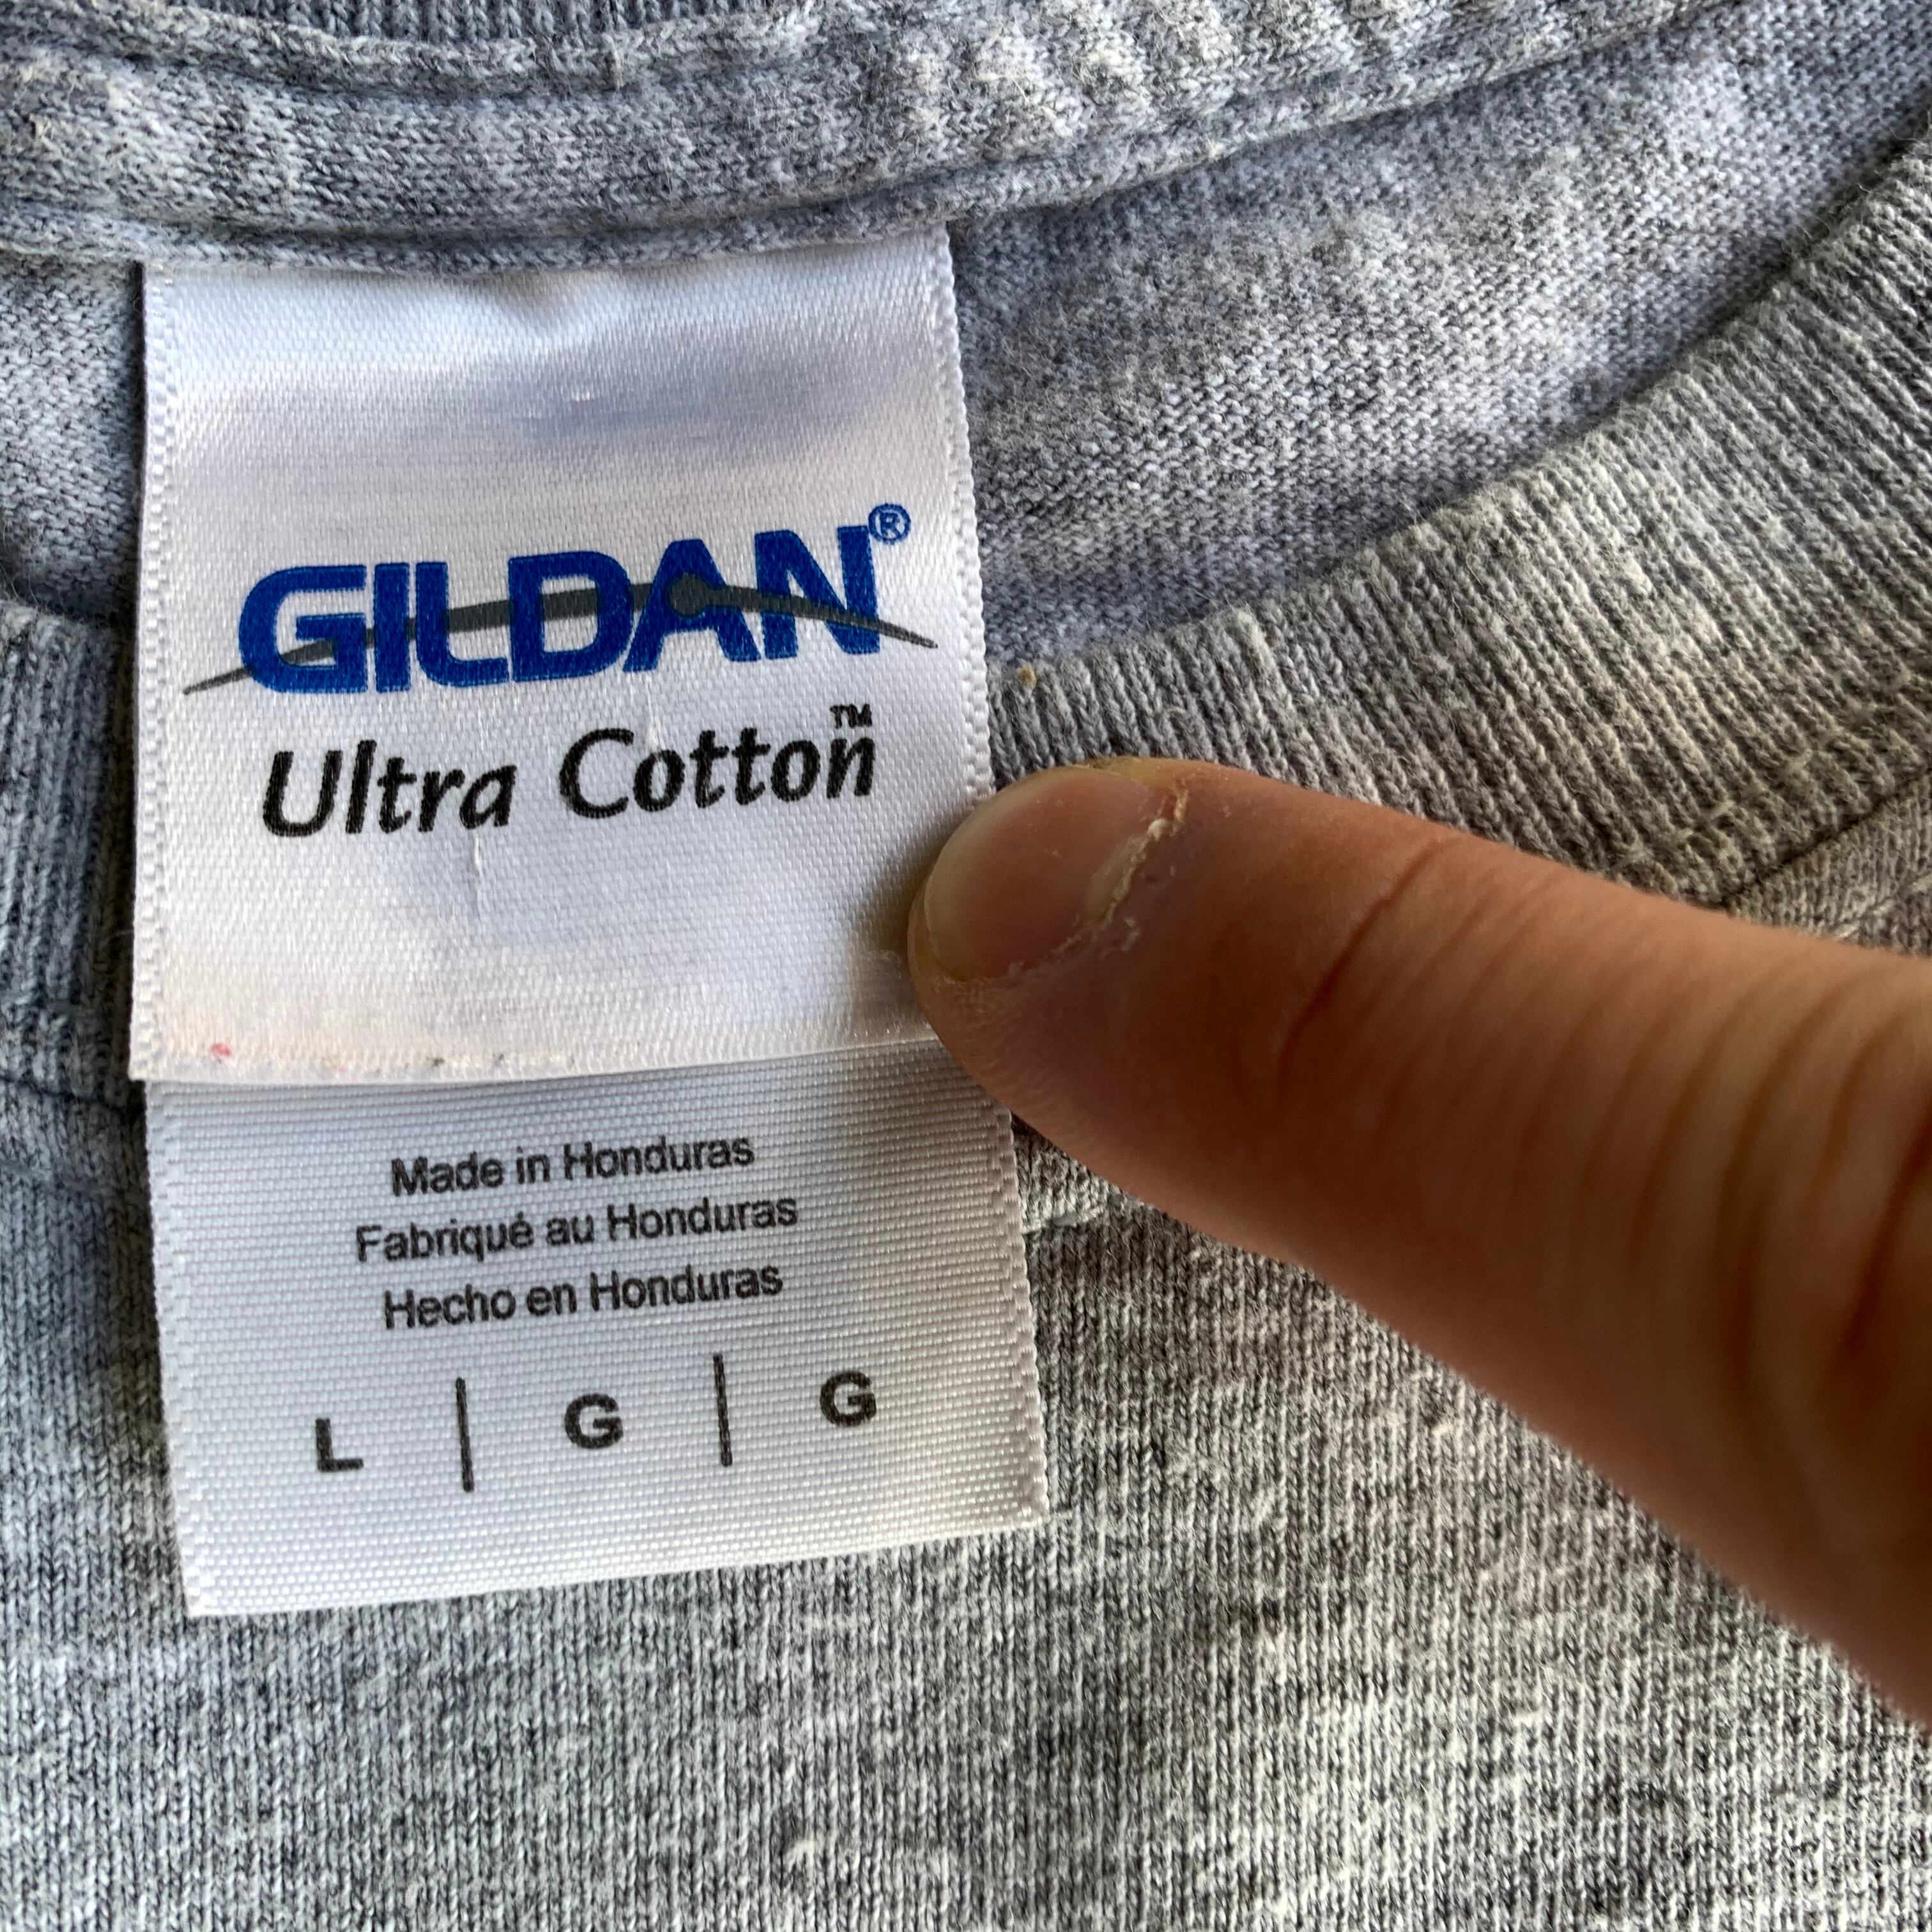 GILDAN®
Ultra Cotton™
Made in Honduras
Fabriqué au Honduras
Hecho en Honduras
L | G | G